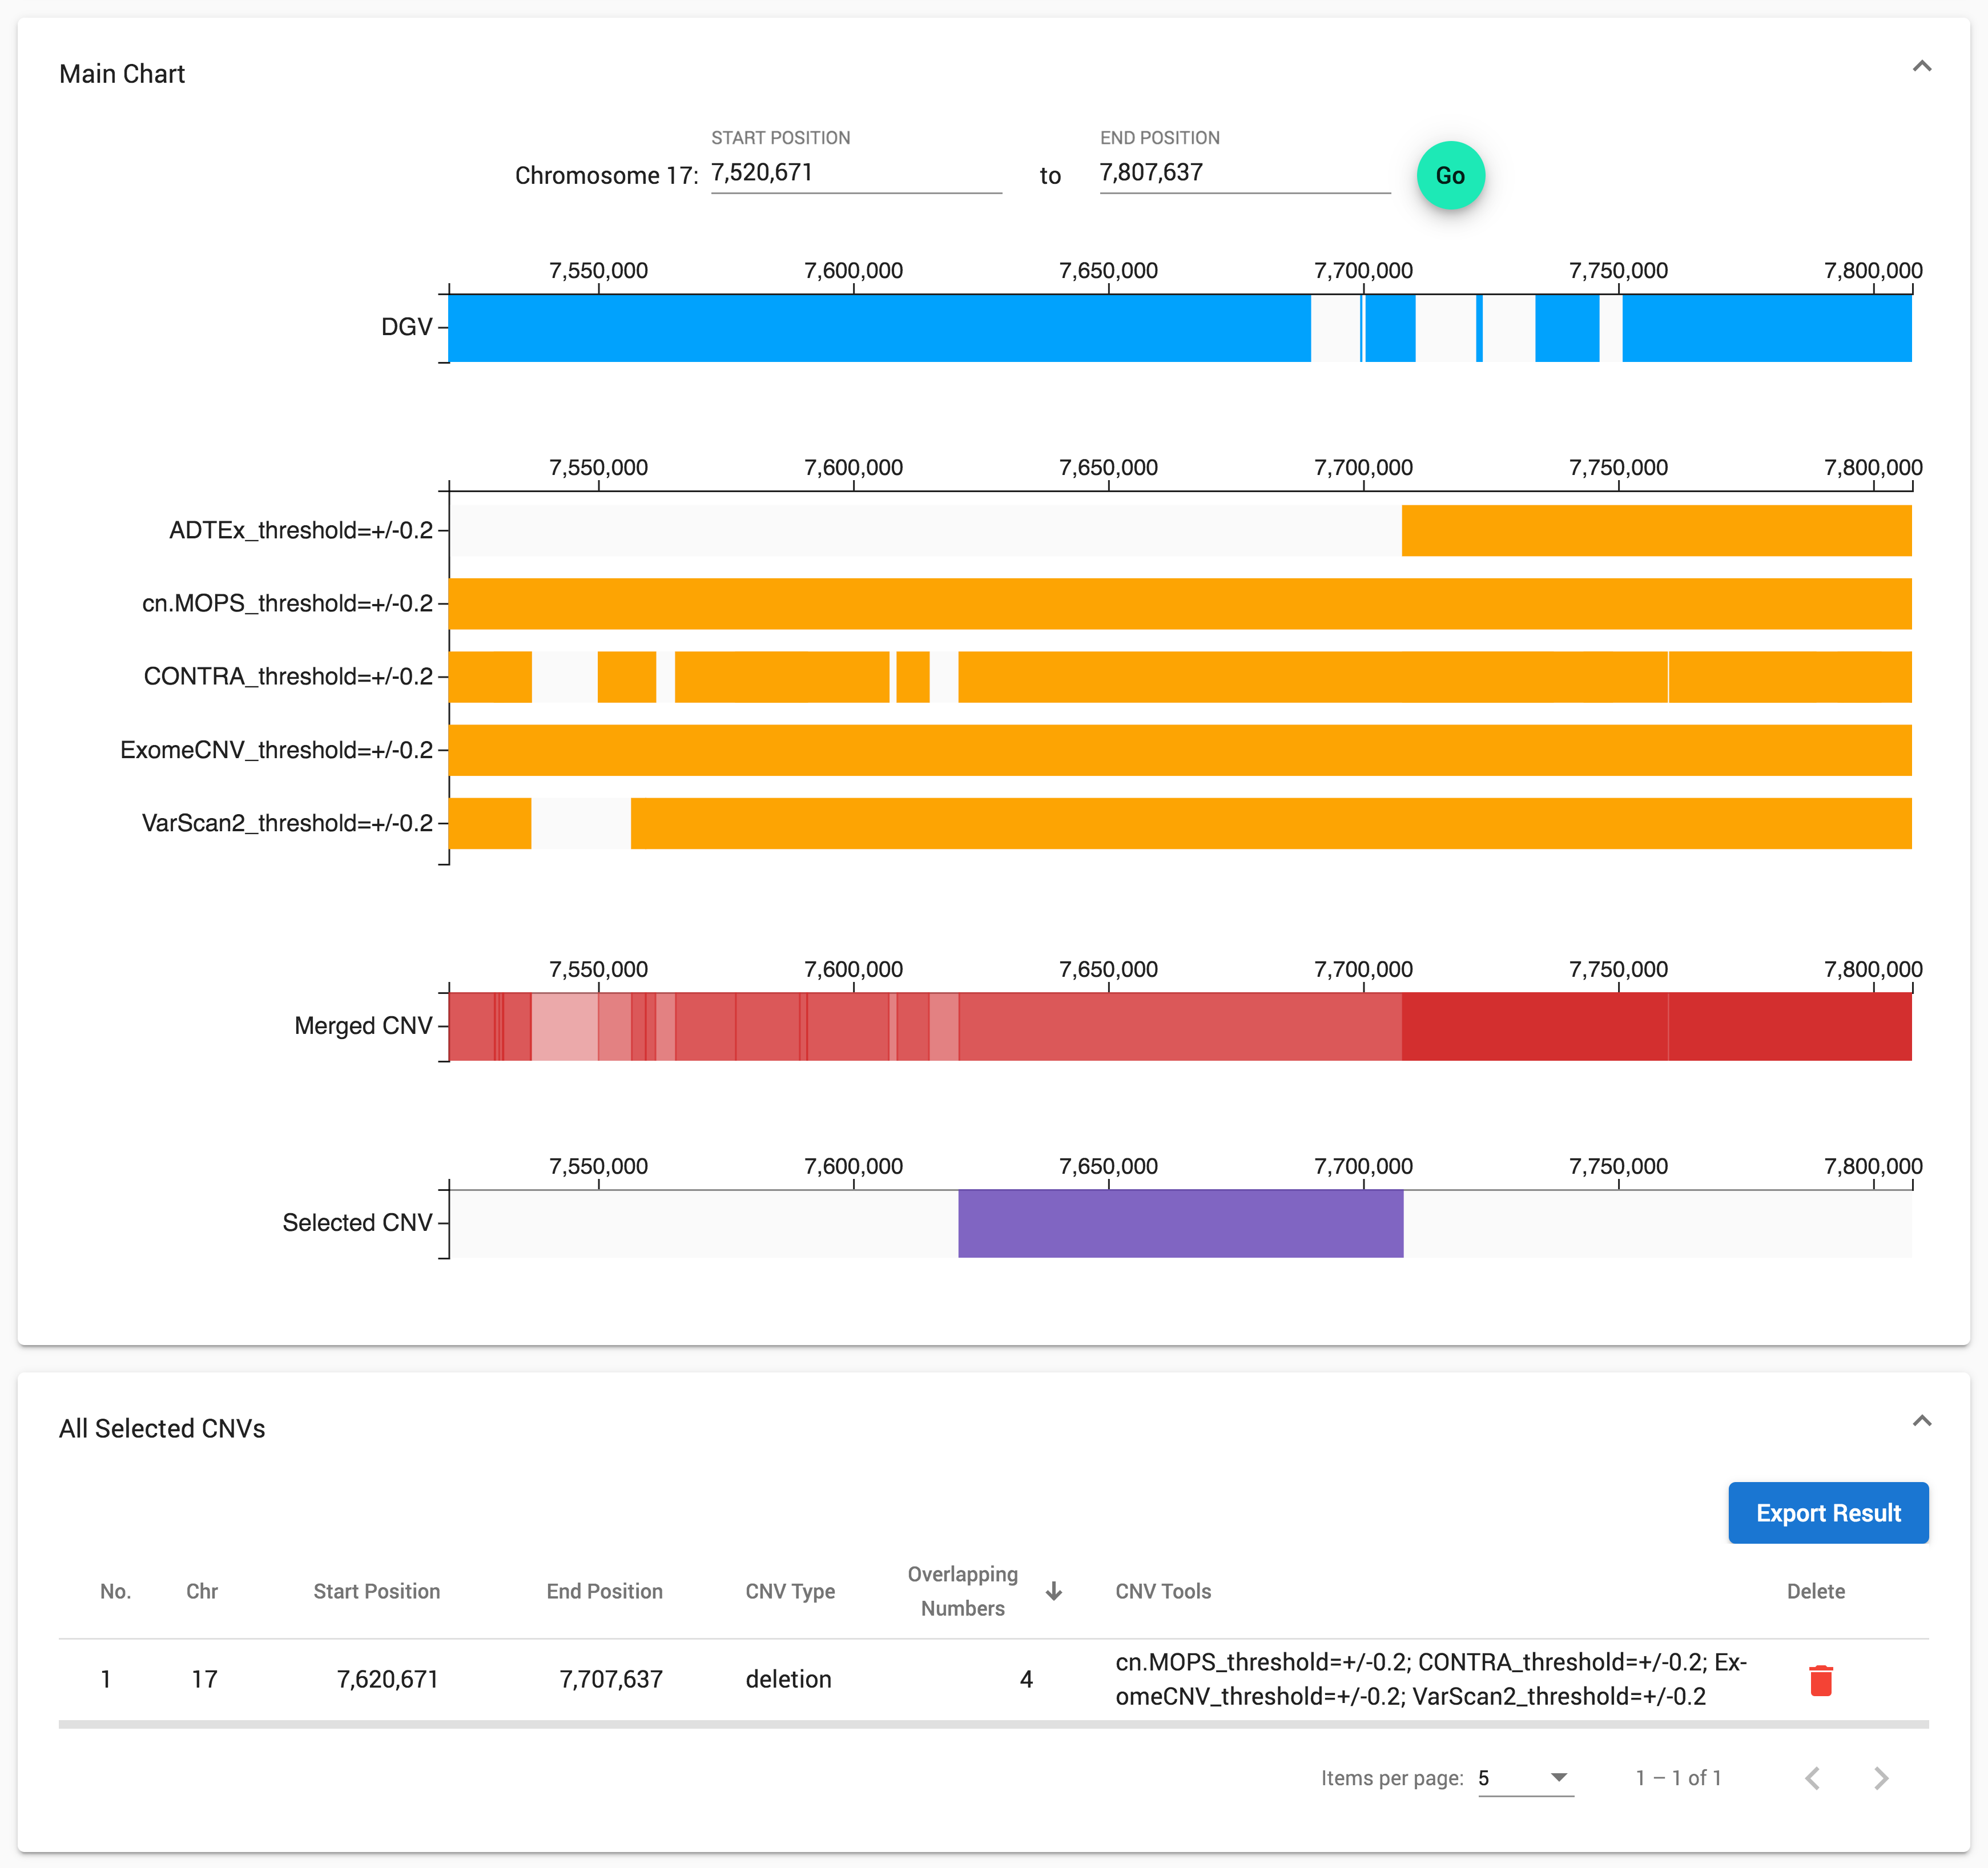 Main Chart
START POSITION
END POSITION
Chromosome 17: 7,520,671 to 7,807,637 Go
7,550,000 7,600,000 7,650,000 7,700,000 7,750,000 7,800,000
DGV
7,550,000 7,600,000 7,650,000 7,700,000 7,750,000 7,800,000
ADTEx_threshold=+/-0.2
cn.MOPS_threshold=+/-0.2
CONTRA_threshold=+/-0.2
ExomeCNV_threshold=+/-0.2
VarScan2_threshold=+/-0.2
7,550,000 7,600,000 7,650,000 7,700,000 7,750,000 7,800,000
Merged CNV
7,550,000 7,600,000 7,650,000 7,700,000 7,750,000 7,800,000
Selected CNV
All Selected CNVs
Export Result
No. Chr Start Position End Position CNV Type Overlapping Numbers CNV Tools Delete
1 17 7,620,671 7,707,637 deletion 4 cn.MOPS_threshold=+/-0.2; CONTRA_threshold=+/-0.2; Ex-
omeCNV_threshold=+/-0.2; VarScan2_threshold=+/-0.2
Items per page: 5 1 – 1 of 1